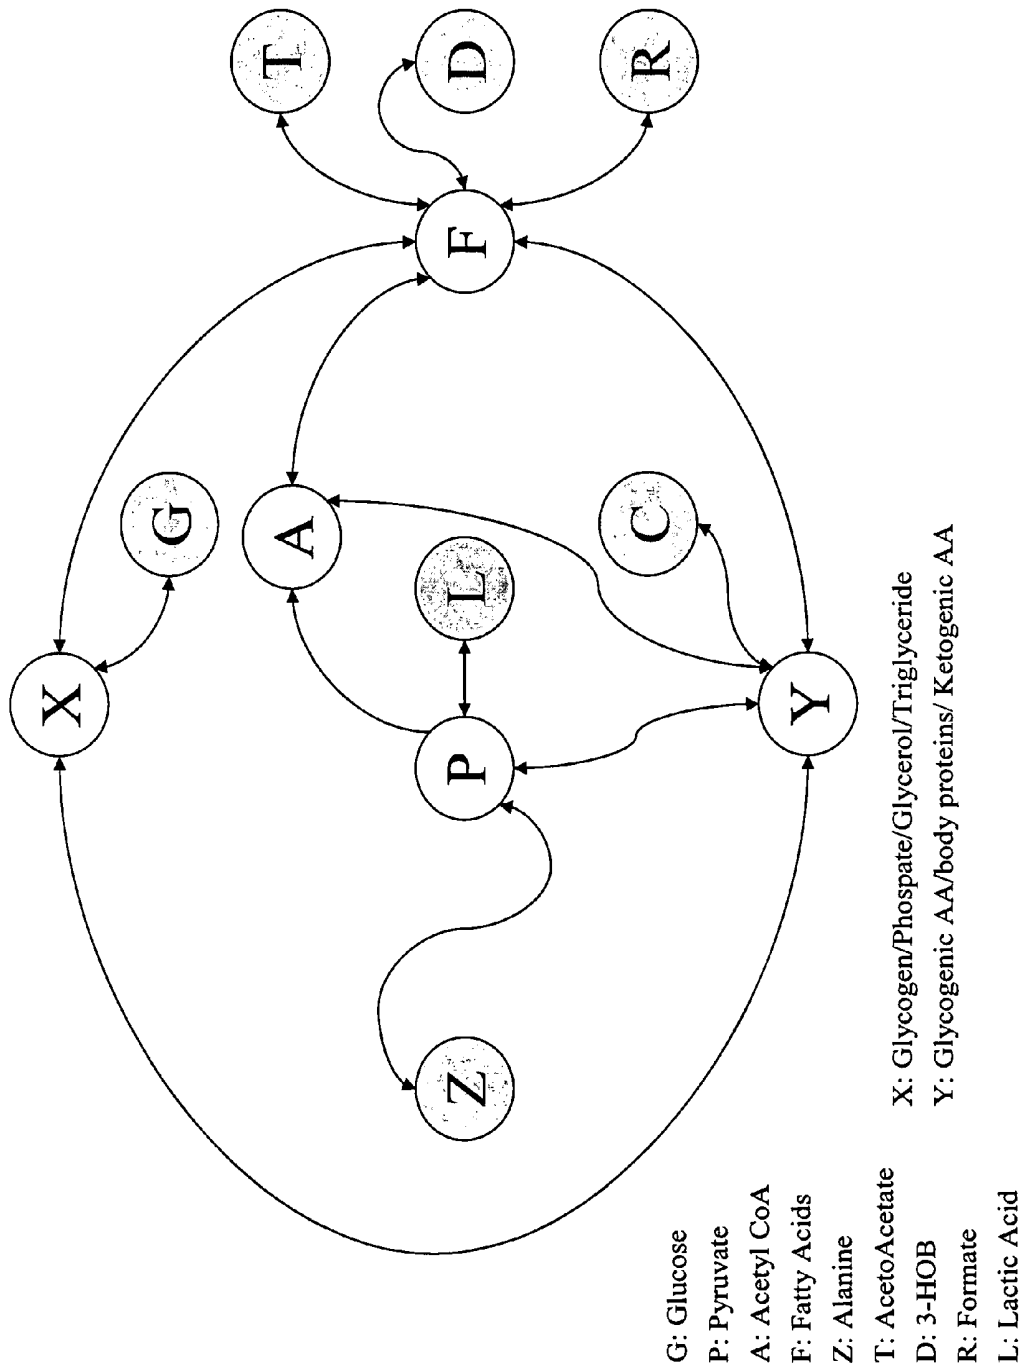 X
G
T
A
F
D
L
P
Z
C
R
Y
G: Glucose
P: Pyruvate
A: Acetyl CoA
F: Fatty Acids
Z: Alanine
T: AcetoAcetate
D: 3-HOB
R: Formate
L: Lactic Acid
X: Glycogen/Phospate/Glycerol/Triglyceride
Y: Glycogenic AA/body proteins/ Ketogenic AA